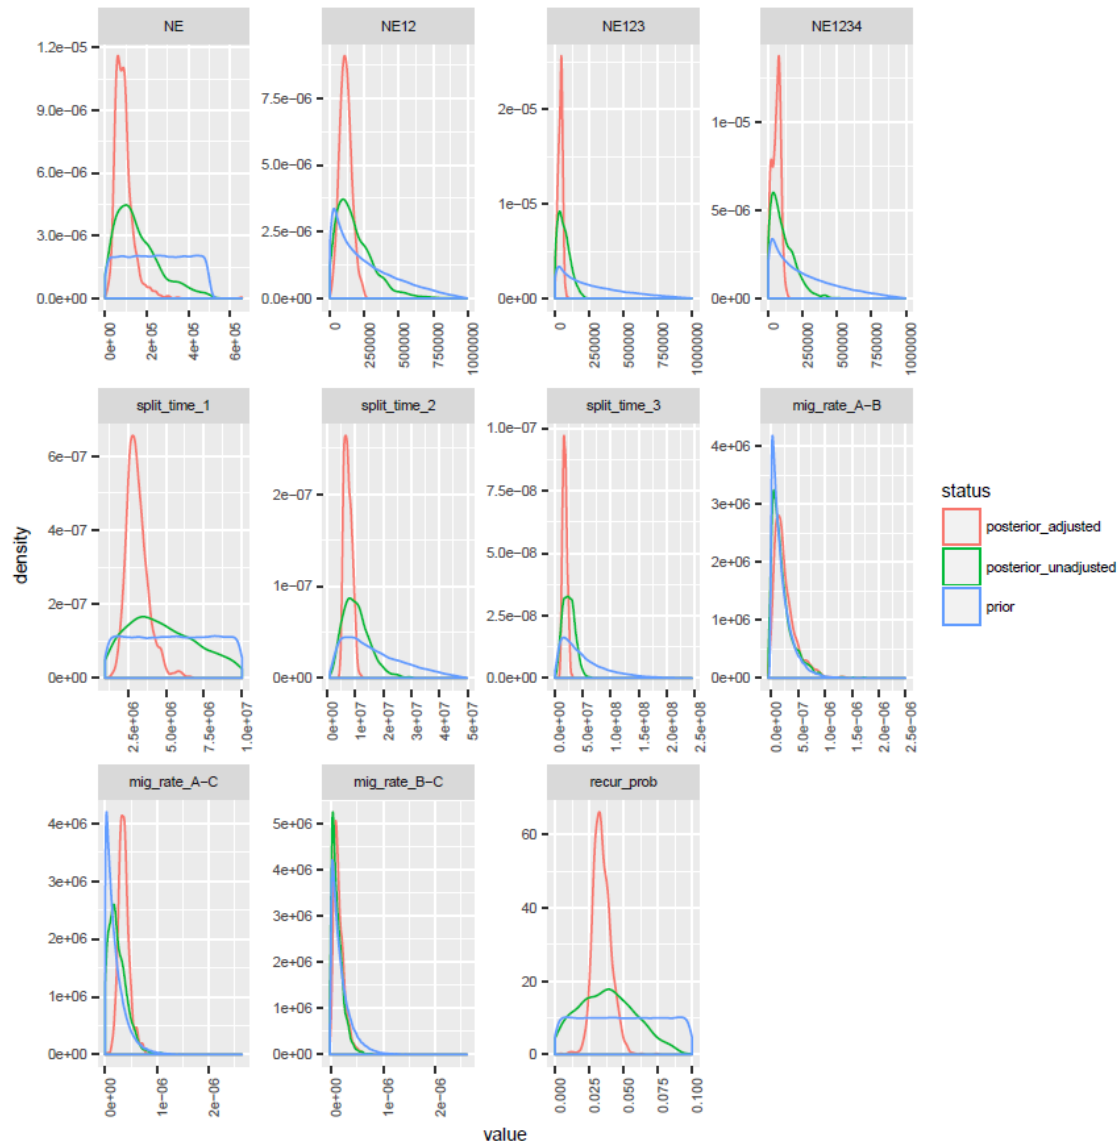 NE NE12 NE123 NE1234
1.2e−05
9.0e−06
6.0e−06
3.0e−06
0.0e+00
7.5e−06
5.0e−06
2.5e−06
0.0e+00
2e−05
1e−05
0e+00
1e−05
5e−06
0e+00
0e+00 2e+05 4e+05 6e+05
0 250000 500000 750000 1000000
0 250000 500000 750000 1000000
0 250000 500000 750000 1000000
split_time_1 split_time_2 split_time_3 mig_rate_A−B
6e−07
4e−07
2e−07
0e+00
2e−07
1e−07
0e+00
1.0e−07
7.5e−08
5.0e−08
2.5e−08
0.0e+00
4e+06
3e+06
2e+06
1e+06
0e+00
2.5e+06 5.0e+06 7.5e+06 1.0e+07
0e+00 1e+07 2e+07 3e+07 4e+07 5e+07
0.0e+00 5.0e+07 1.0e+08 1.5e+08 2.0e+08 2.5e+08
0.0e+00 5.0e−07 1.0e−06 1.5e−06 2.0e−06 2.5e−06
mig_rate_A−C mig_rate_B−C recur_prob
4e+06
3e+06
2e+06
1e+06
0e+00
5e+06
4e+06
3e+06
2e+06
1e+06
0e+00
60
40
20
0
0e+00 1e−06 2e−06
0e+00 1e−06 2e−06
0.000 0.025 0.050 0.075 0.100
density
value
status
posterior_adjusted
posterior_unadjusted
prior